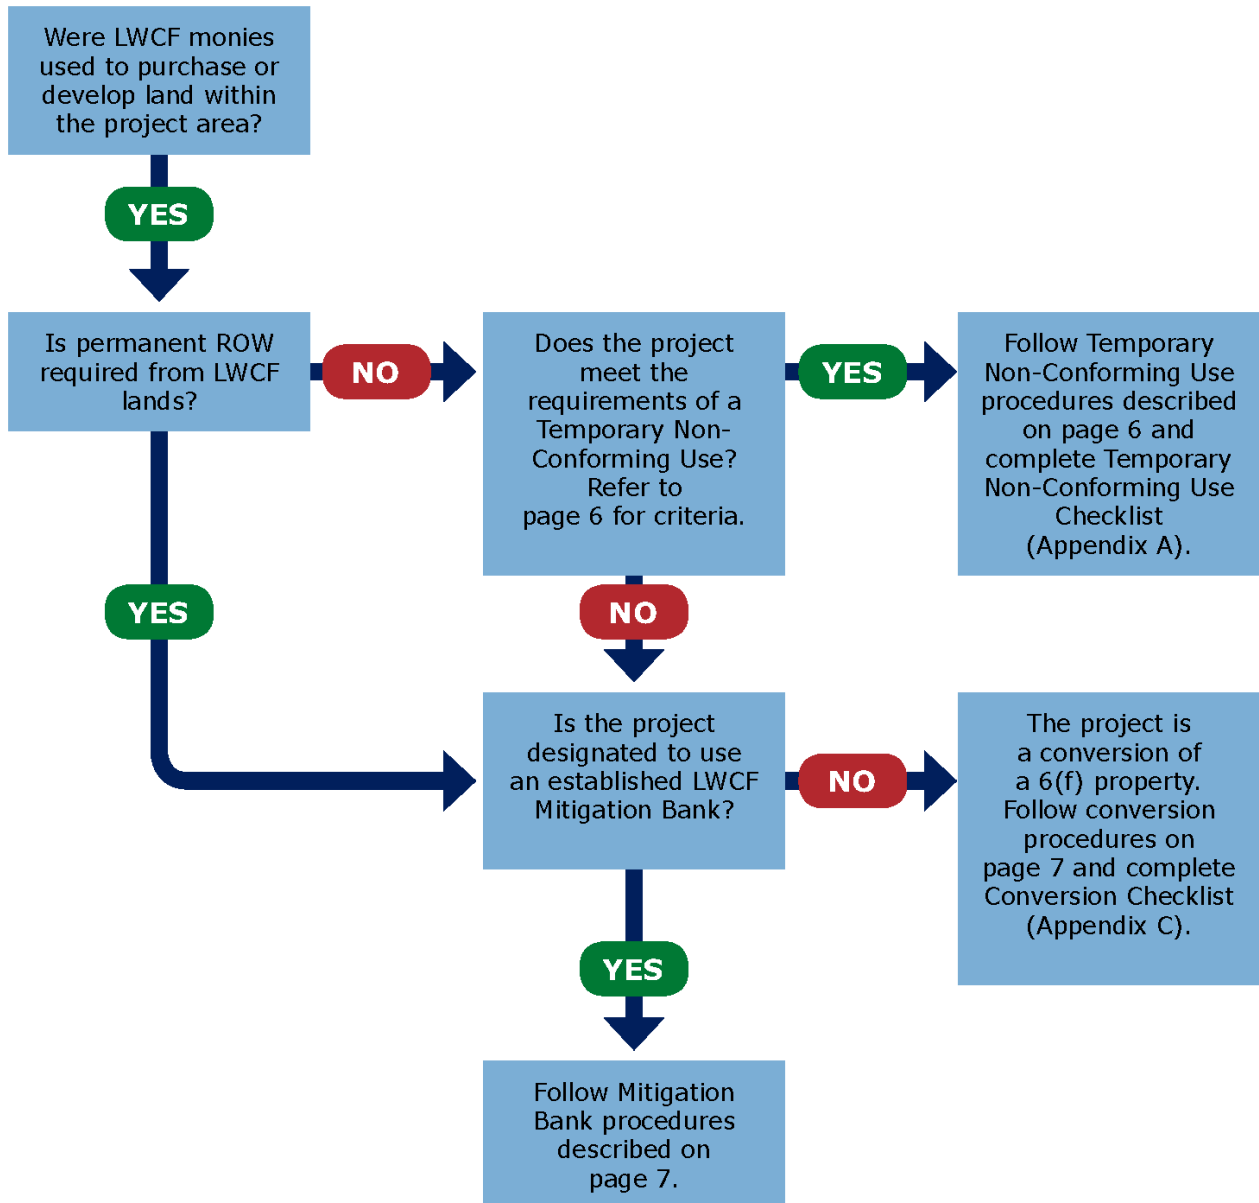 Were LWCF monies
used to purchase or
develop land within
the project area?
YES
Is permanent ROW
required from LWCF
lands?
NO
Does the project
meet the
requirements of a
Temporary Non-
Conforming Use?
Refer to
page 6 for criteria.
YES
Follow Temporary
Non-Conforming Use
procedures described
on page 6 and
complete Temporary
Non-Conforming Use
Checklist
(Appendix A).
YES
NO
Is the project
designated to use
an established LWCF
Mitigation Bank?
NO
The project is
a conversion of
a 6(f) property.
Follow conversion
procedures on
page 7 and complete
Conversion Checklist
(Appendix C).
YES
Follow Mitigation
Bank procedures
described on
page 7.